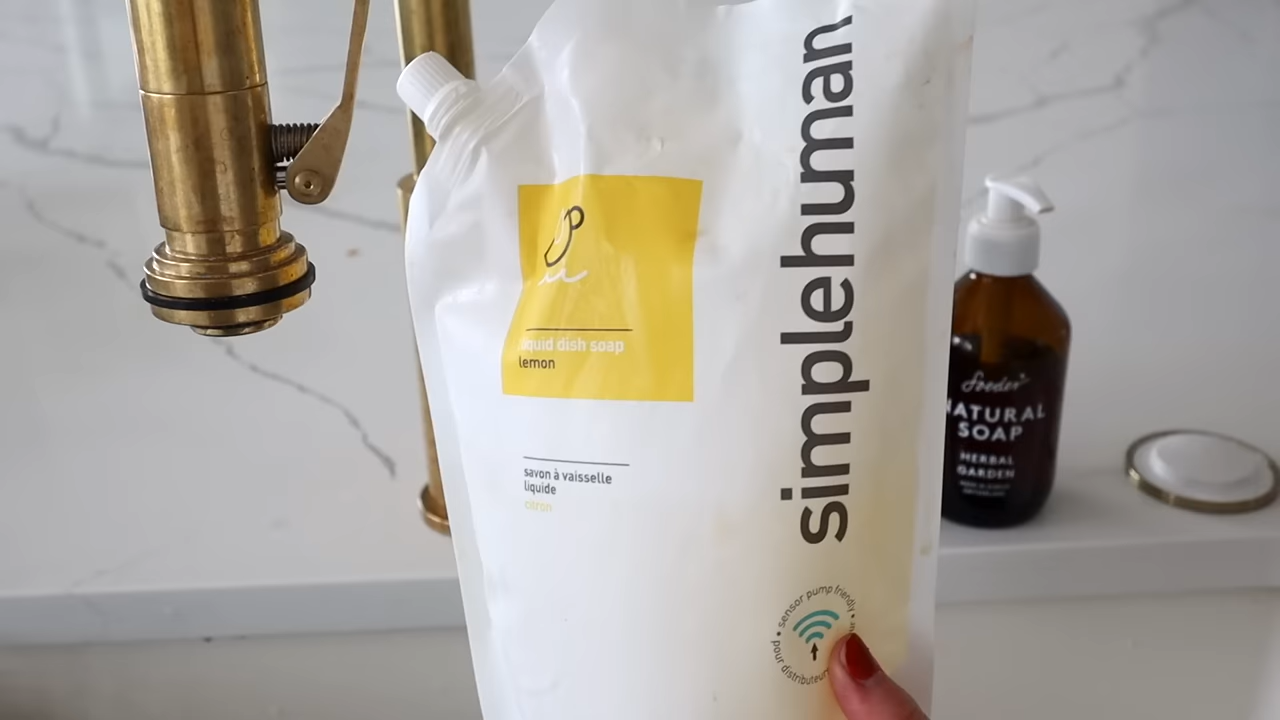 simplehuman
liquid dish soap
lemon
savon à vaisselle
liquide
citron
• sensor pump friendly •
pour distributeur
Soeder
NATURAL
SOAP
HERBAL
GARDEN